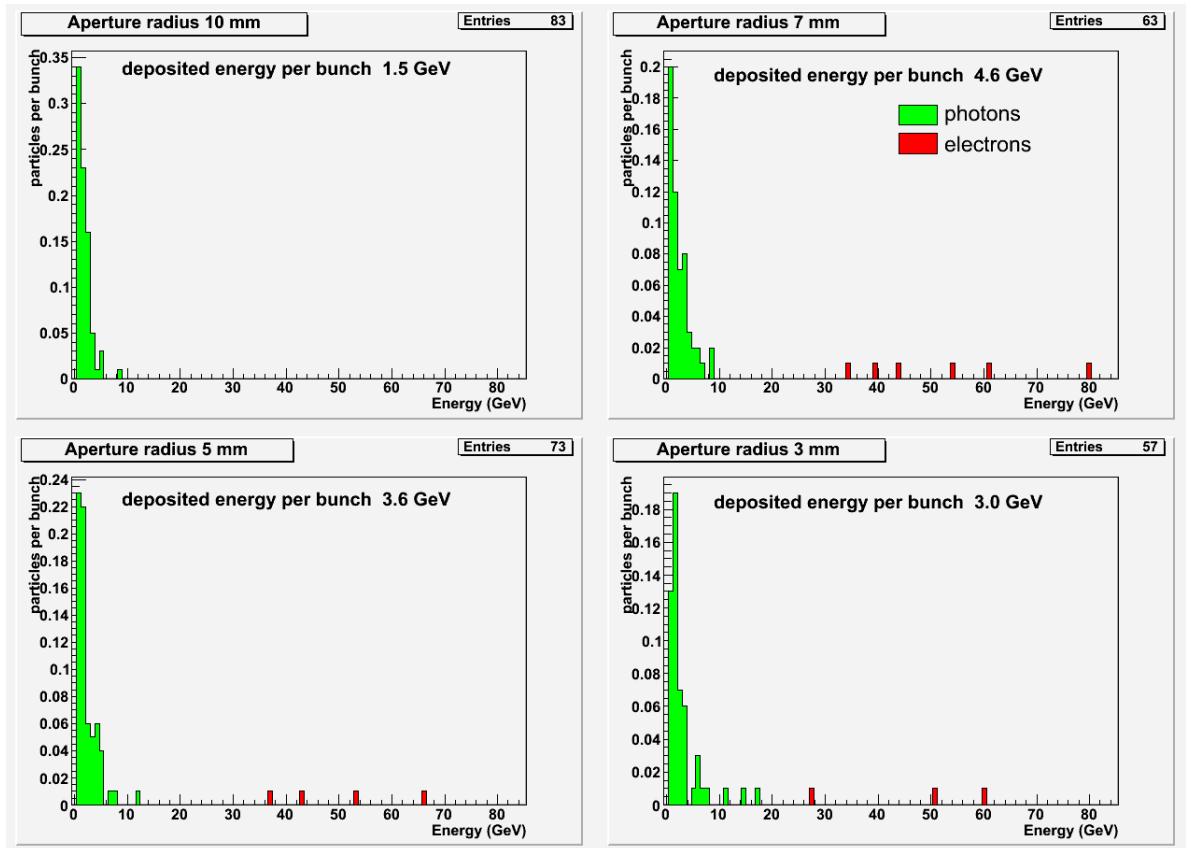 Aperture radius 10 mm
Entries 83
particles per bunch
deposited energy per bunch 1.5 GeV
0.35
0.3
0.25
0.2
0.15
0.1
0.05
0
0 10 20 30 40 50 60 70 80
Energy (GeV)
Aperture radius 7 mm
Entries 63
particles per bunch
deposited energy per bunch 4.6 GeV
photons
electrons
0.2
0.18
0.16
0.14
0.12
0.1
0.08
0.06
0.04
0.02
0
0 10 20 30 40 50 60 70 80
Energy (GeV)
Aperture radius 5 mm
Entries 73
particles per bunch
deposited energy per bunch 3.6 GeV
0.24
0.22
0.2
0.18
0.16
0.14
0.12
0.1
0.08
0.06
0.04
0.02
0
0 10 20 30 40 50 60 70 80
Energy (GeV)
Aperture radius 3 mm
Entries 57
particles per bunch
deposited energy per bunch 3.0 GeV
0.18
0.16
0.14
0.12
0.1
0.08
0.06
0.04
0.02
0
0 10 20 30 40 50 60 70 80
Energy (GeV)